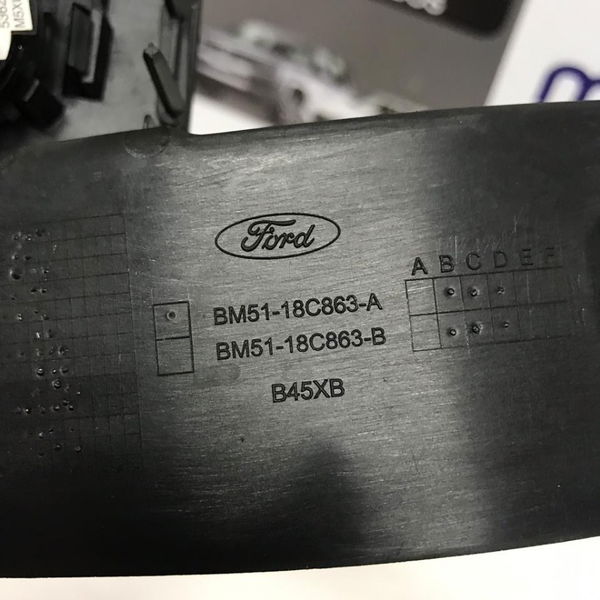 Ford
A B C D E F
BM51-18C863-A
BM51-18C863-B
B45XB